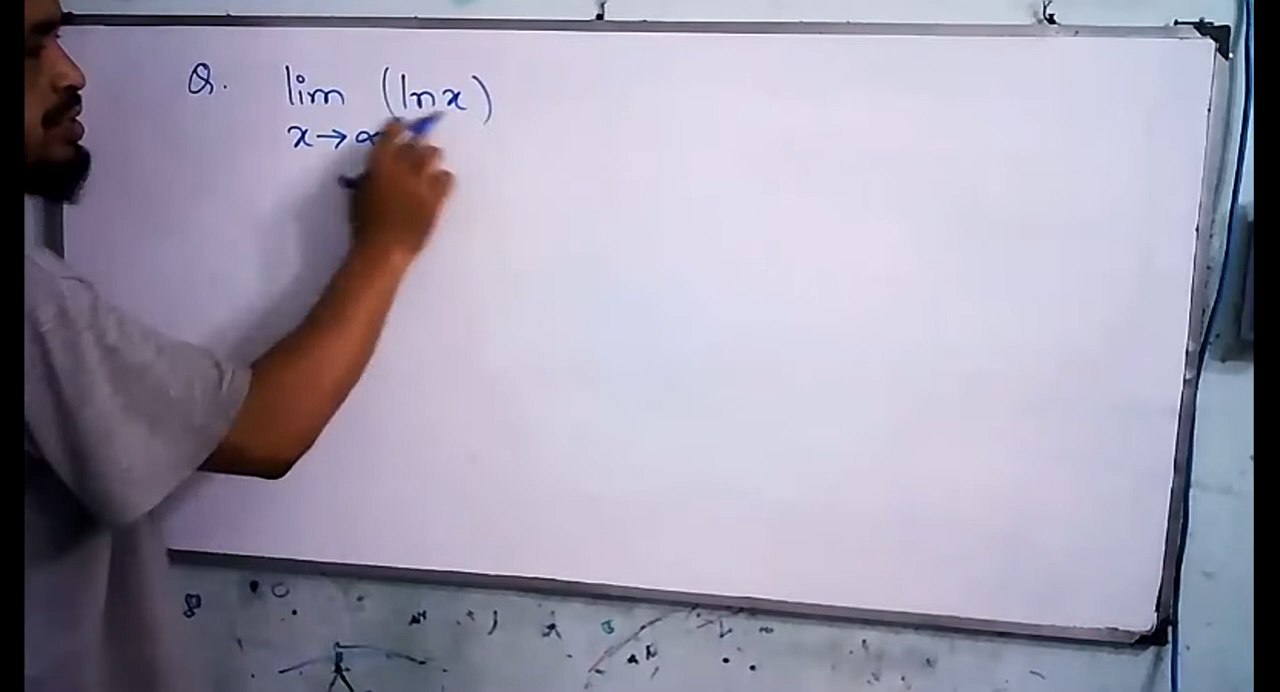 Q. lim (lnx)
x→∞